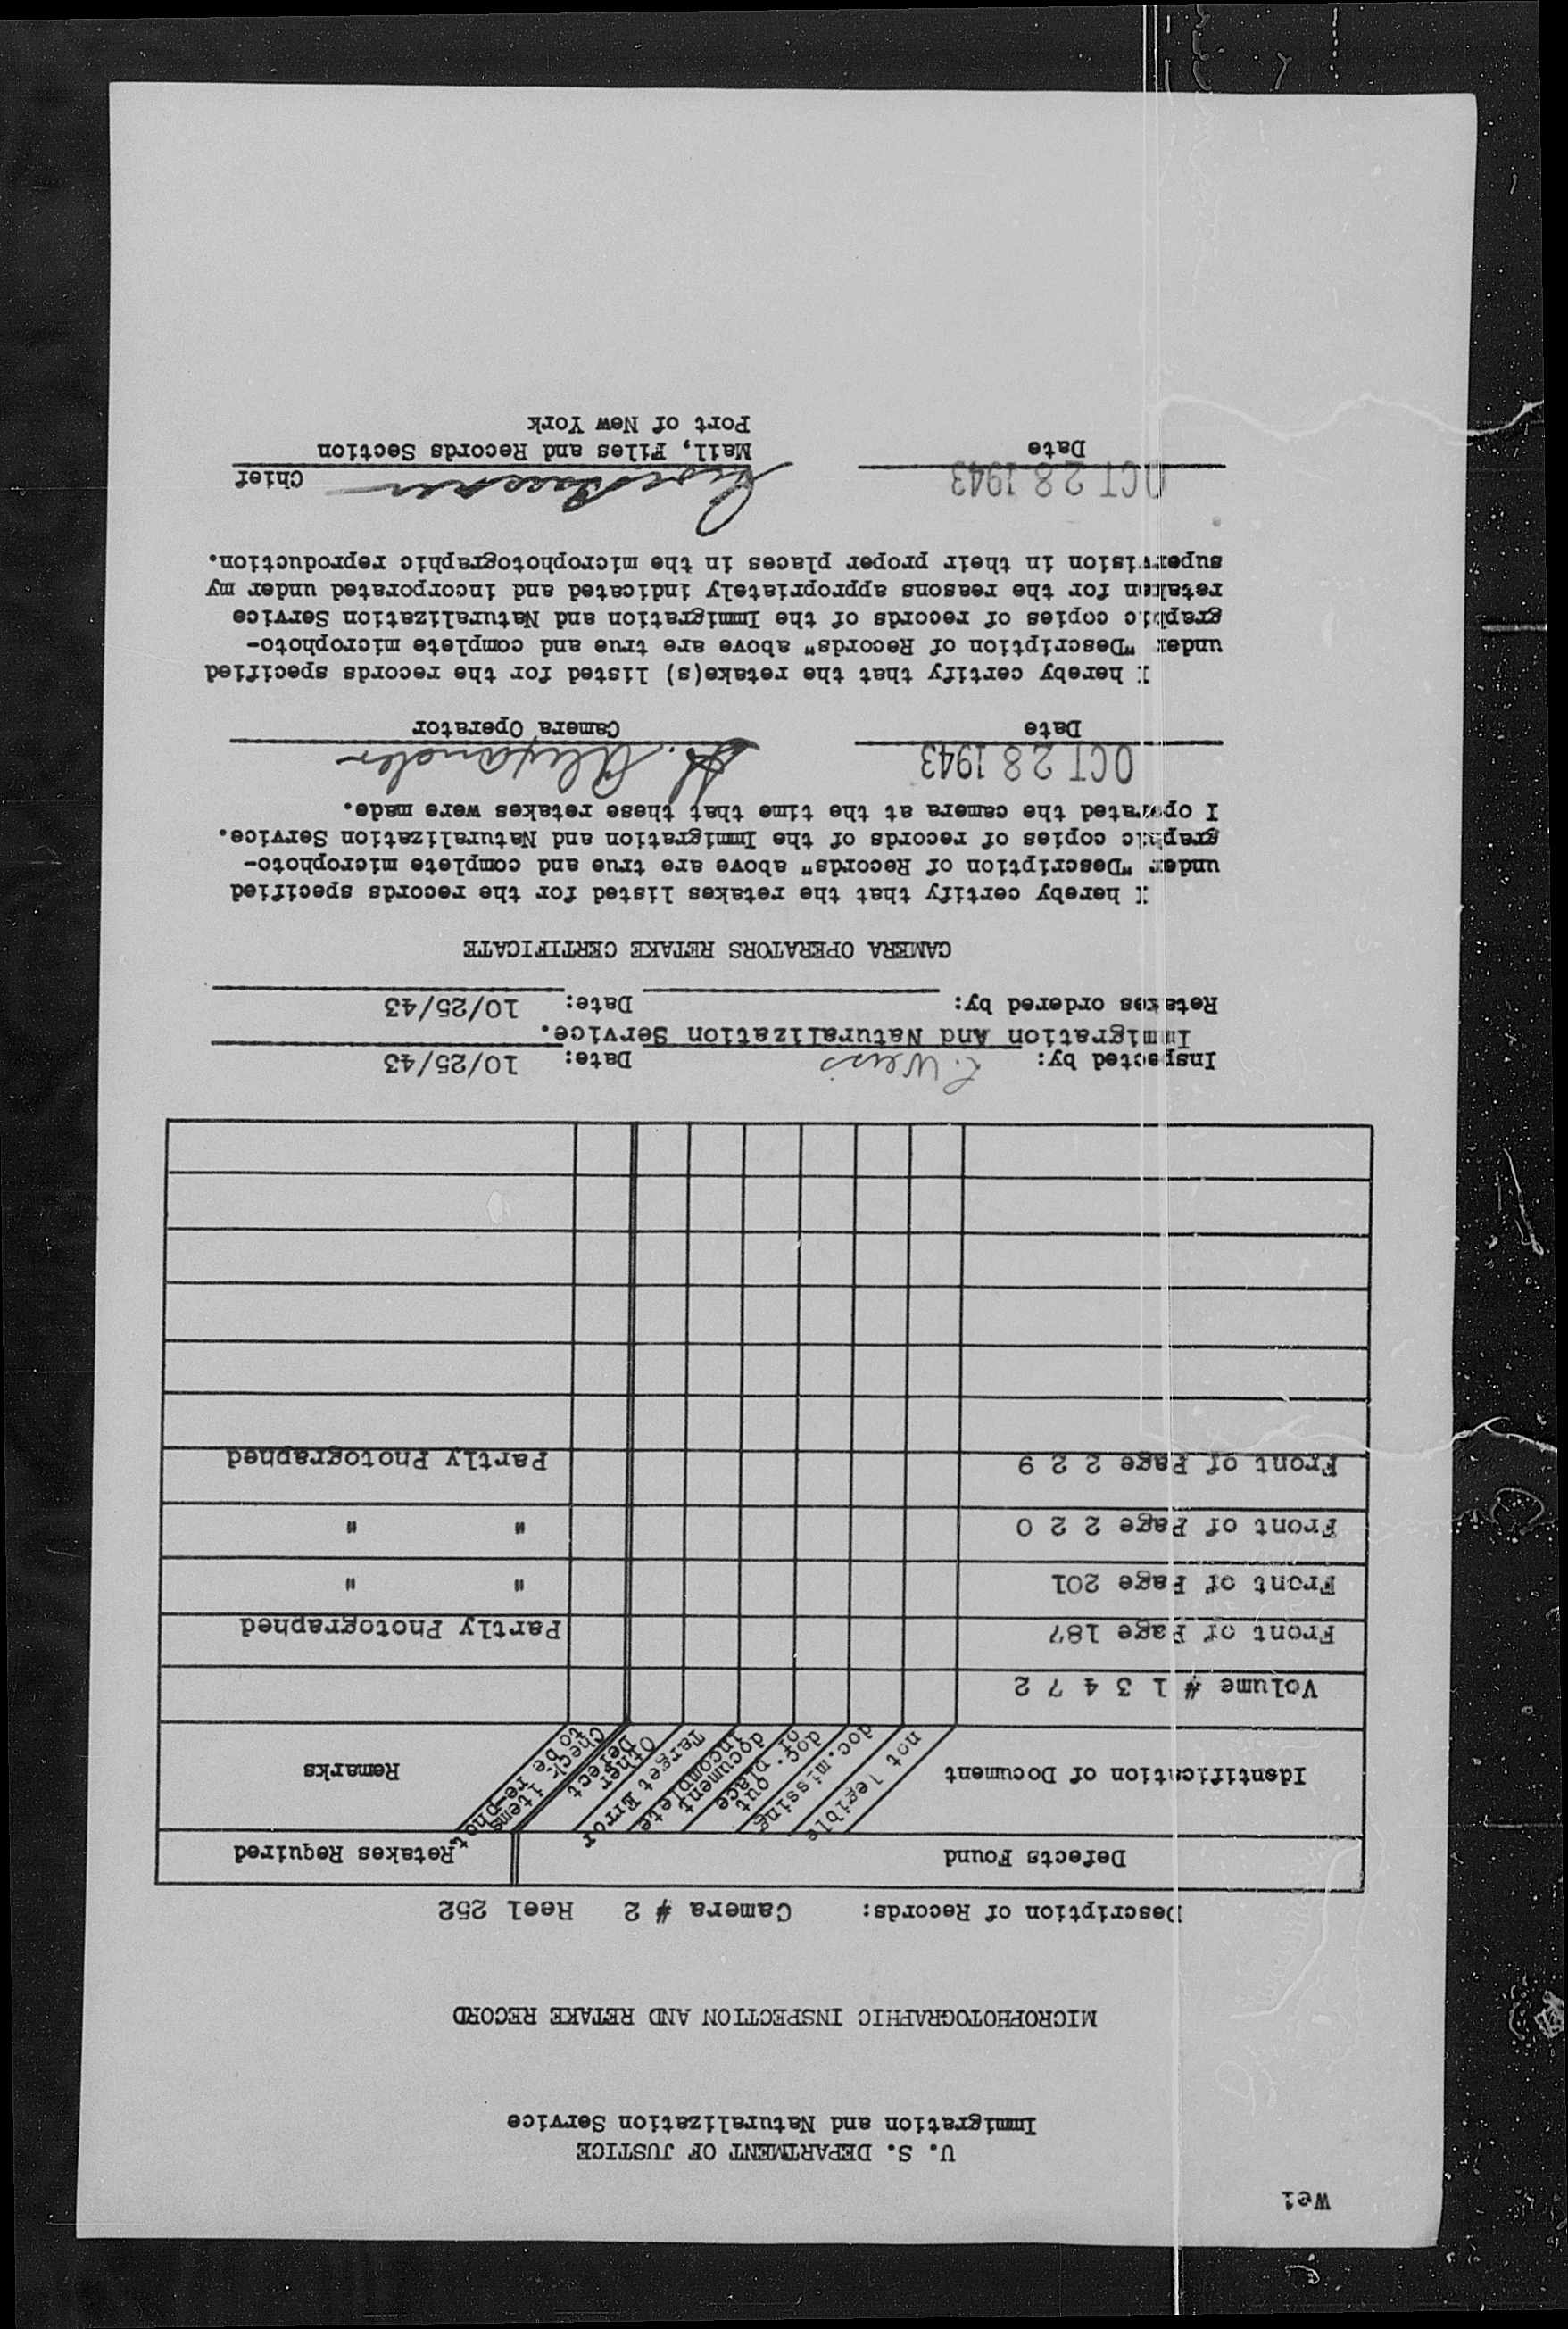 Wei
U. S. DEPARTMENT OF JUSTICE
Immigration and Naturalization Service
MICROPHOTOGRAPHIC INSPECTION AND RETAKE RECORD
Description of Records: Camera # 2 Reel 252
Defects Found Retakes Required
Identification of Document not legible doc.missing doc. out of place document incomplete Target Error Other Defect Check items to be re-phot. Remarks
Volume # 1 3 4 7 2
Front of Page 187 Partly Photographed
Front of Page 201 " "
Front of Page 2 2 0 " "
Front of Page 2 2 9 Partly Photographed
Inspected by: L. Weiss Date: 10/25/43
Immigration And Naturalization Service.
Retakes ordered by: Date: 10/25/43
CAMERA OPERATORS RETAKE CERTIFICATE
I hereby certify that the retakes listed for the records specified
under "Description of Records" above are true and complete microphoto-
graphic copies of records of the Immigration and Naturalization Service.
I operated the camera at the time that these retakes were made.
OCT 28 1943 H. Alexander
Date Camera Operator
I hereby certify that the retake(s) listed for the records specified
under "Description of Records" above are true and complete microphoto-
graphic copies of records of the Immigration and Naturalization Service
retaken for the reasons appropriately indicated and incorporated under my
supervision in their proper places in the microphotographic reproduction.
OCT 28 1943 Chief
Date Mail, Files and Records Section
Port of New York